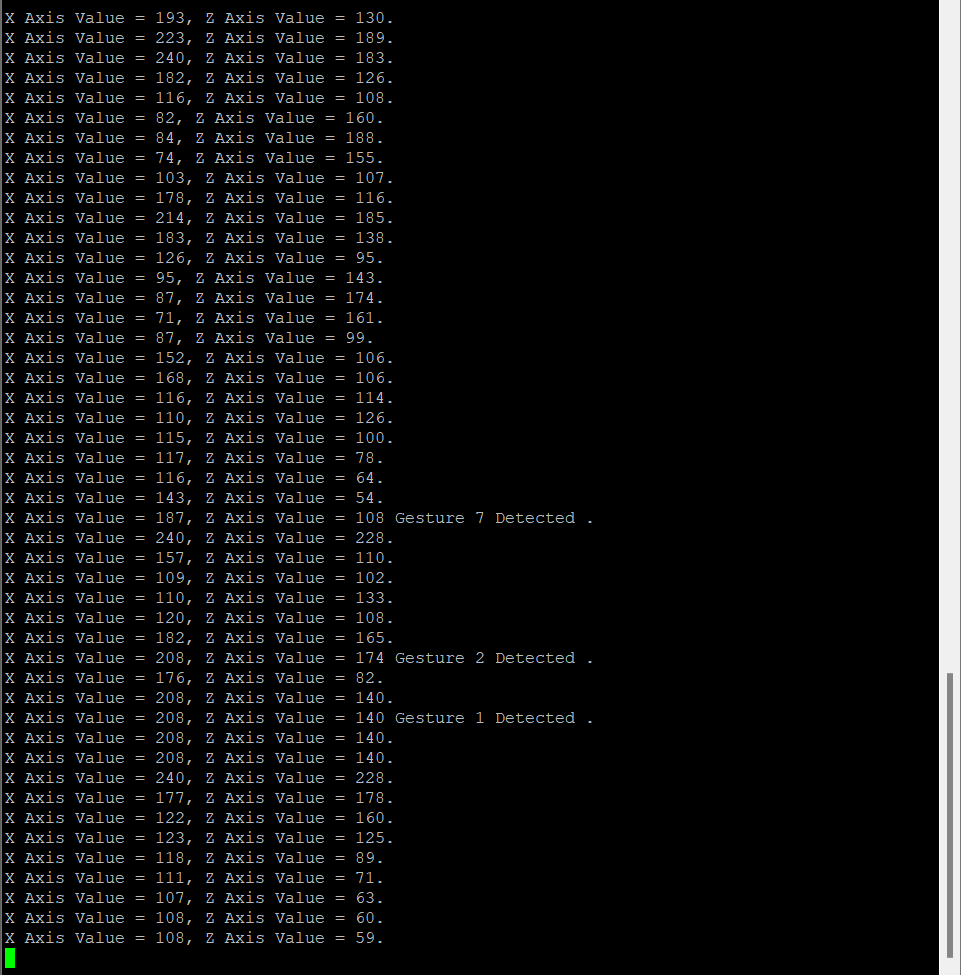 X Axis Value = 193, Z Axis Value = 130.
X Axis Value = 223, Z Axis Value = 189.
X Axis Value = 240, Z Axis Value = 183.
X Axis Value = 182, Z Axis Value = 126.
X Axis Value = 116, Z Axis Value = 108.
X Axis Value = 82, Z Axis Value = 160.
X Axis Value = 84, Z Axis Value = 188.
X Axis Value = 74, Z Axis Value = 155.
X Axis Value = 103, Z Axis Value = 107.
X Axis Value = 178, Z Axis Value = 116.
X Axis Value = 214, Z Axis Value = 185.
X Axis Value = 183, Z Axis Value = 138.
X Axis Value = 126, Z Axis Value = 95.
X Axis Value = 95, Z Axis Value = 143.
X Axis Value = 87, Z Axis Value = 174.
X Axis Value = 71, Z Axis Value = 161.
X Axis Value = 87, Z Axis Value = 99.
X Axis Value = 152, Z Axis Value = 106.
X Axis Value = 168, Z Axis Value = 106.
X Axis Value = 116, Z Axis Value = 114.
X Axis Value = 110, Z Axis Value = 126.
X Axis Value = 115, Z Axis Value = 100.
X Axis Value = 117, Z Axis Value = 78.
X Axis Value = 116, Z Axis Value = 64.
X Axis Value = 143, Z Axis Value = 54.
X Axis Value = 187, Z Axis Value = 108 Gesture 7 Detected .
X Axis Value = 240, Z Axis Value = 228.
X Axis Value = 157, Z Axis Value = 110.
X Axis Value = 109, Z Axis Value = 102.
X Axis Value = 110, Z Axis Value = 133.
X Axis Value = 120, Z Axis Value = 108.
X Axis Value = 182, Z Axis Value = 165.
X Axis Value = 208, Z Axis Value = 174 Gesture 2 Detected .
X Axis Value = 176, Z Axis Value = 82.
X Axis Value = 208, Z Axis Value = 140.
X Axis Value = 208, Z Axis Value = 140 Gesture 1 Detected .
X Axis Value = 208, Z Axis Value = 140.
X Axis Value = 208, Z Axis Value = 140.
X Axis Value = 240, Z Axis Value = 228.
X Axis Value = 177, Z Axis Value = 178.
X Axis Value = 122, Z Axis Value = 160.
X Axis Value = 123, Z Axis Value = 125.
X Axis Value = 118, Z Axis Value = 89.
X Axis Value = 111, Z Axis Value = 71.
X Axis Value = 107, Z Axis Value = 63.
X Axis Value = 108, Z Axis Value = 60.
X Axis Value = 108, Z Axis Value = 59.